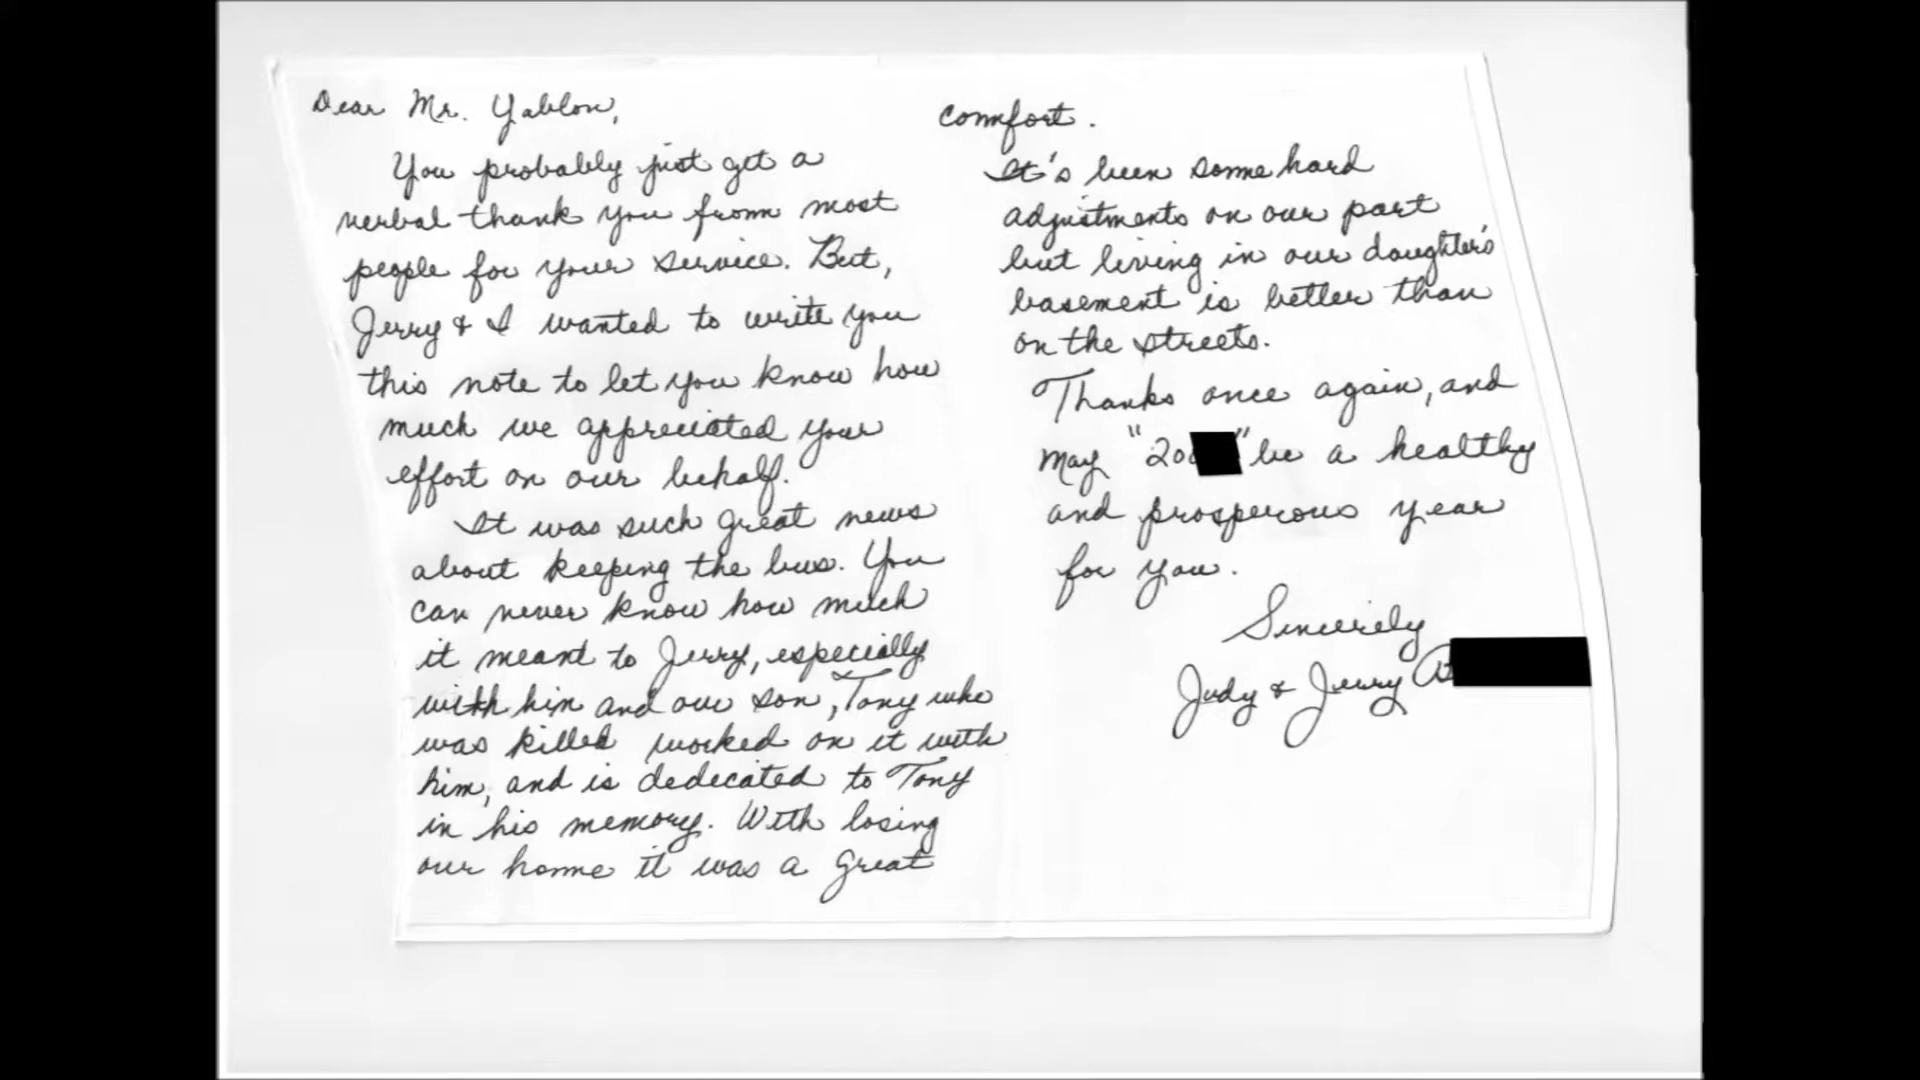 Dear Mr. Yablon,
You probably just get a
verbal thank you from most
people for your service. But,
Jerry & I wanted to write you
this note to let you know how
much we appreciated your
effort on our behalf.
It was such great news
about keeping the bus. You
can never know how much
it meant to Jerry, especially
with him and our son, Tony who
was killed worked on it with
him, and is dedicated to Tony
in his memory. With losing
our home it was a great
comfort.
It's been some hard
adjustments on our part
but living in our daughter's
basement is better than
on the streets.
Thanks once again, and
may "200" be a healthy
and prosperous year
for you.
Sincerely
Judy & Jerry B